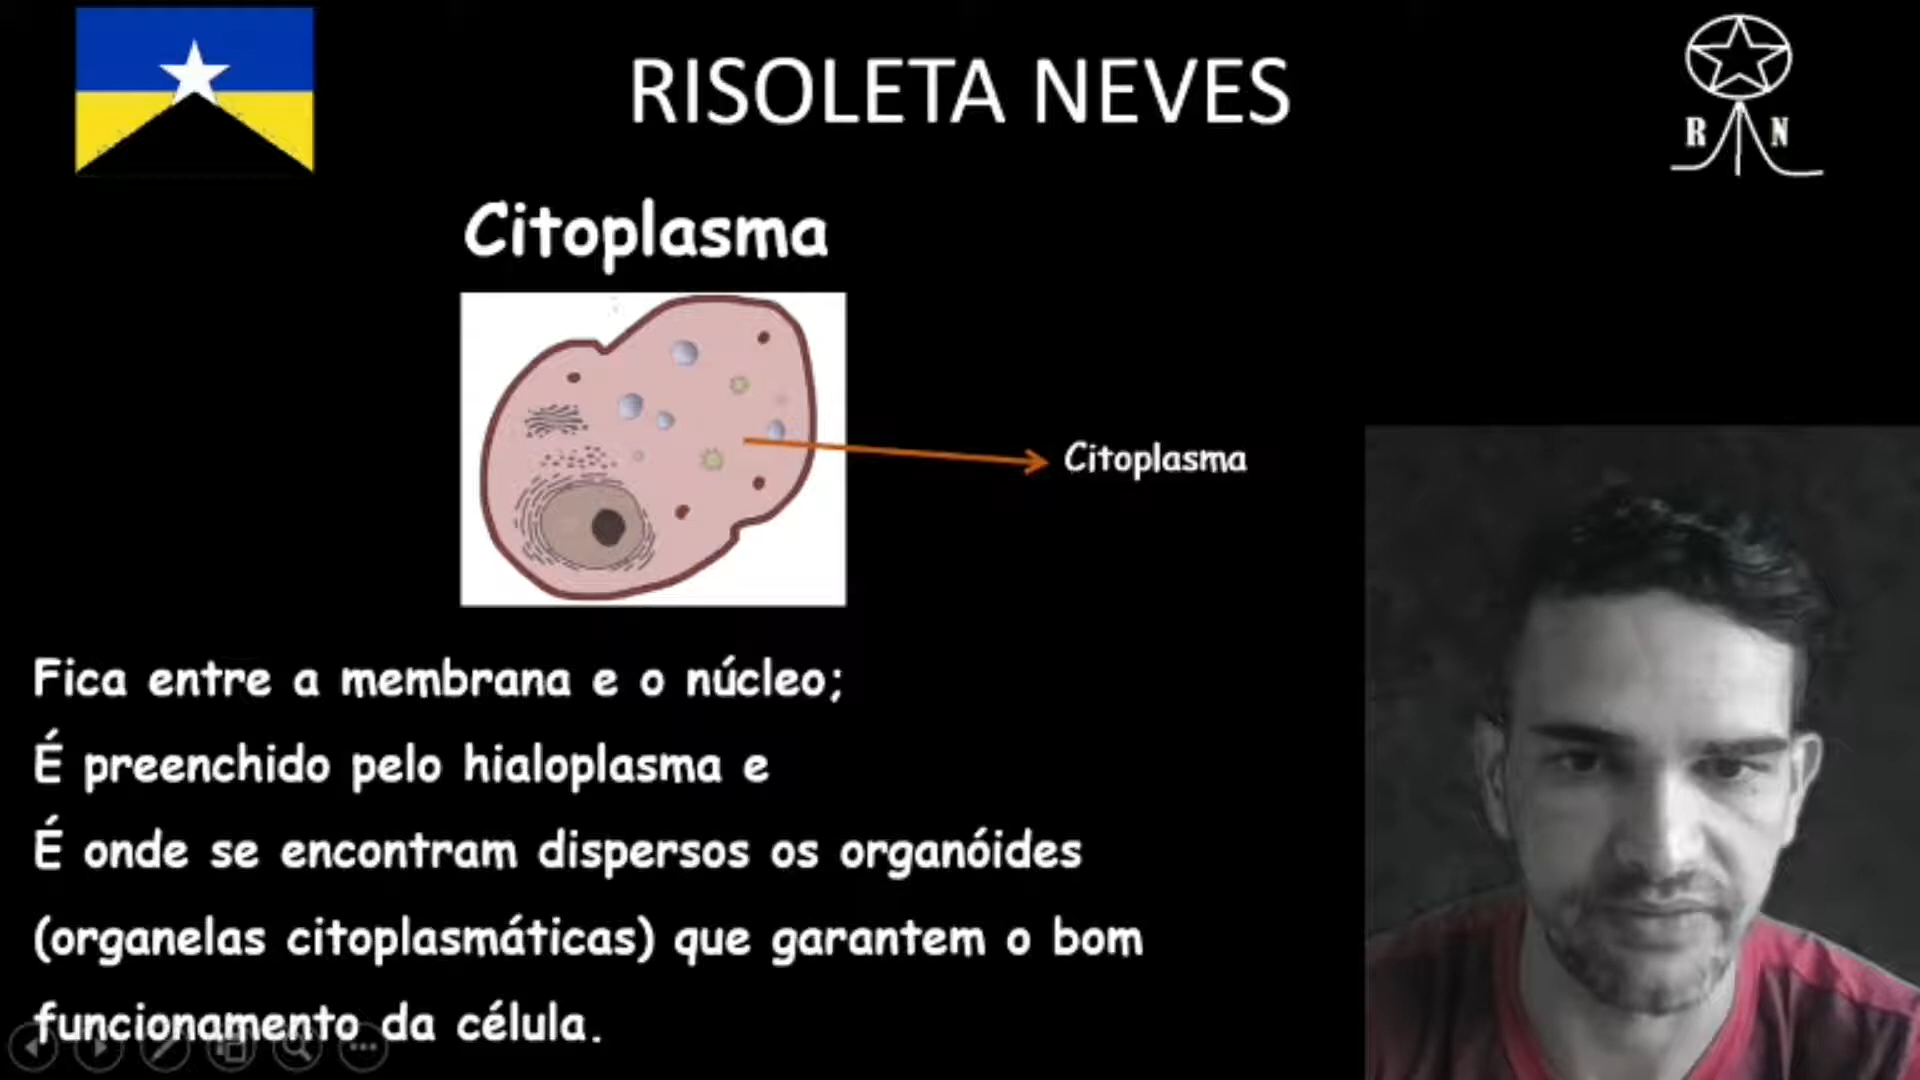 RISOLETA NEVES
R N
Citoplasma
Citoplasma
Fica entre a membrana e o núcleo;
É preenchido pelo hialoplasma e
É onde se encontram dispersos os organóides
(organelas citoplasmáticas) que garantem o bom
funcionamento da célula.